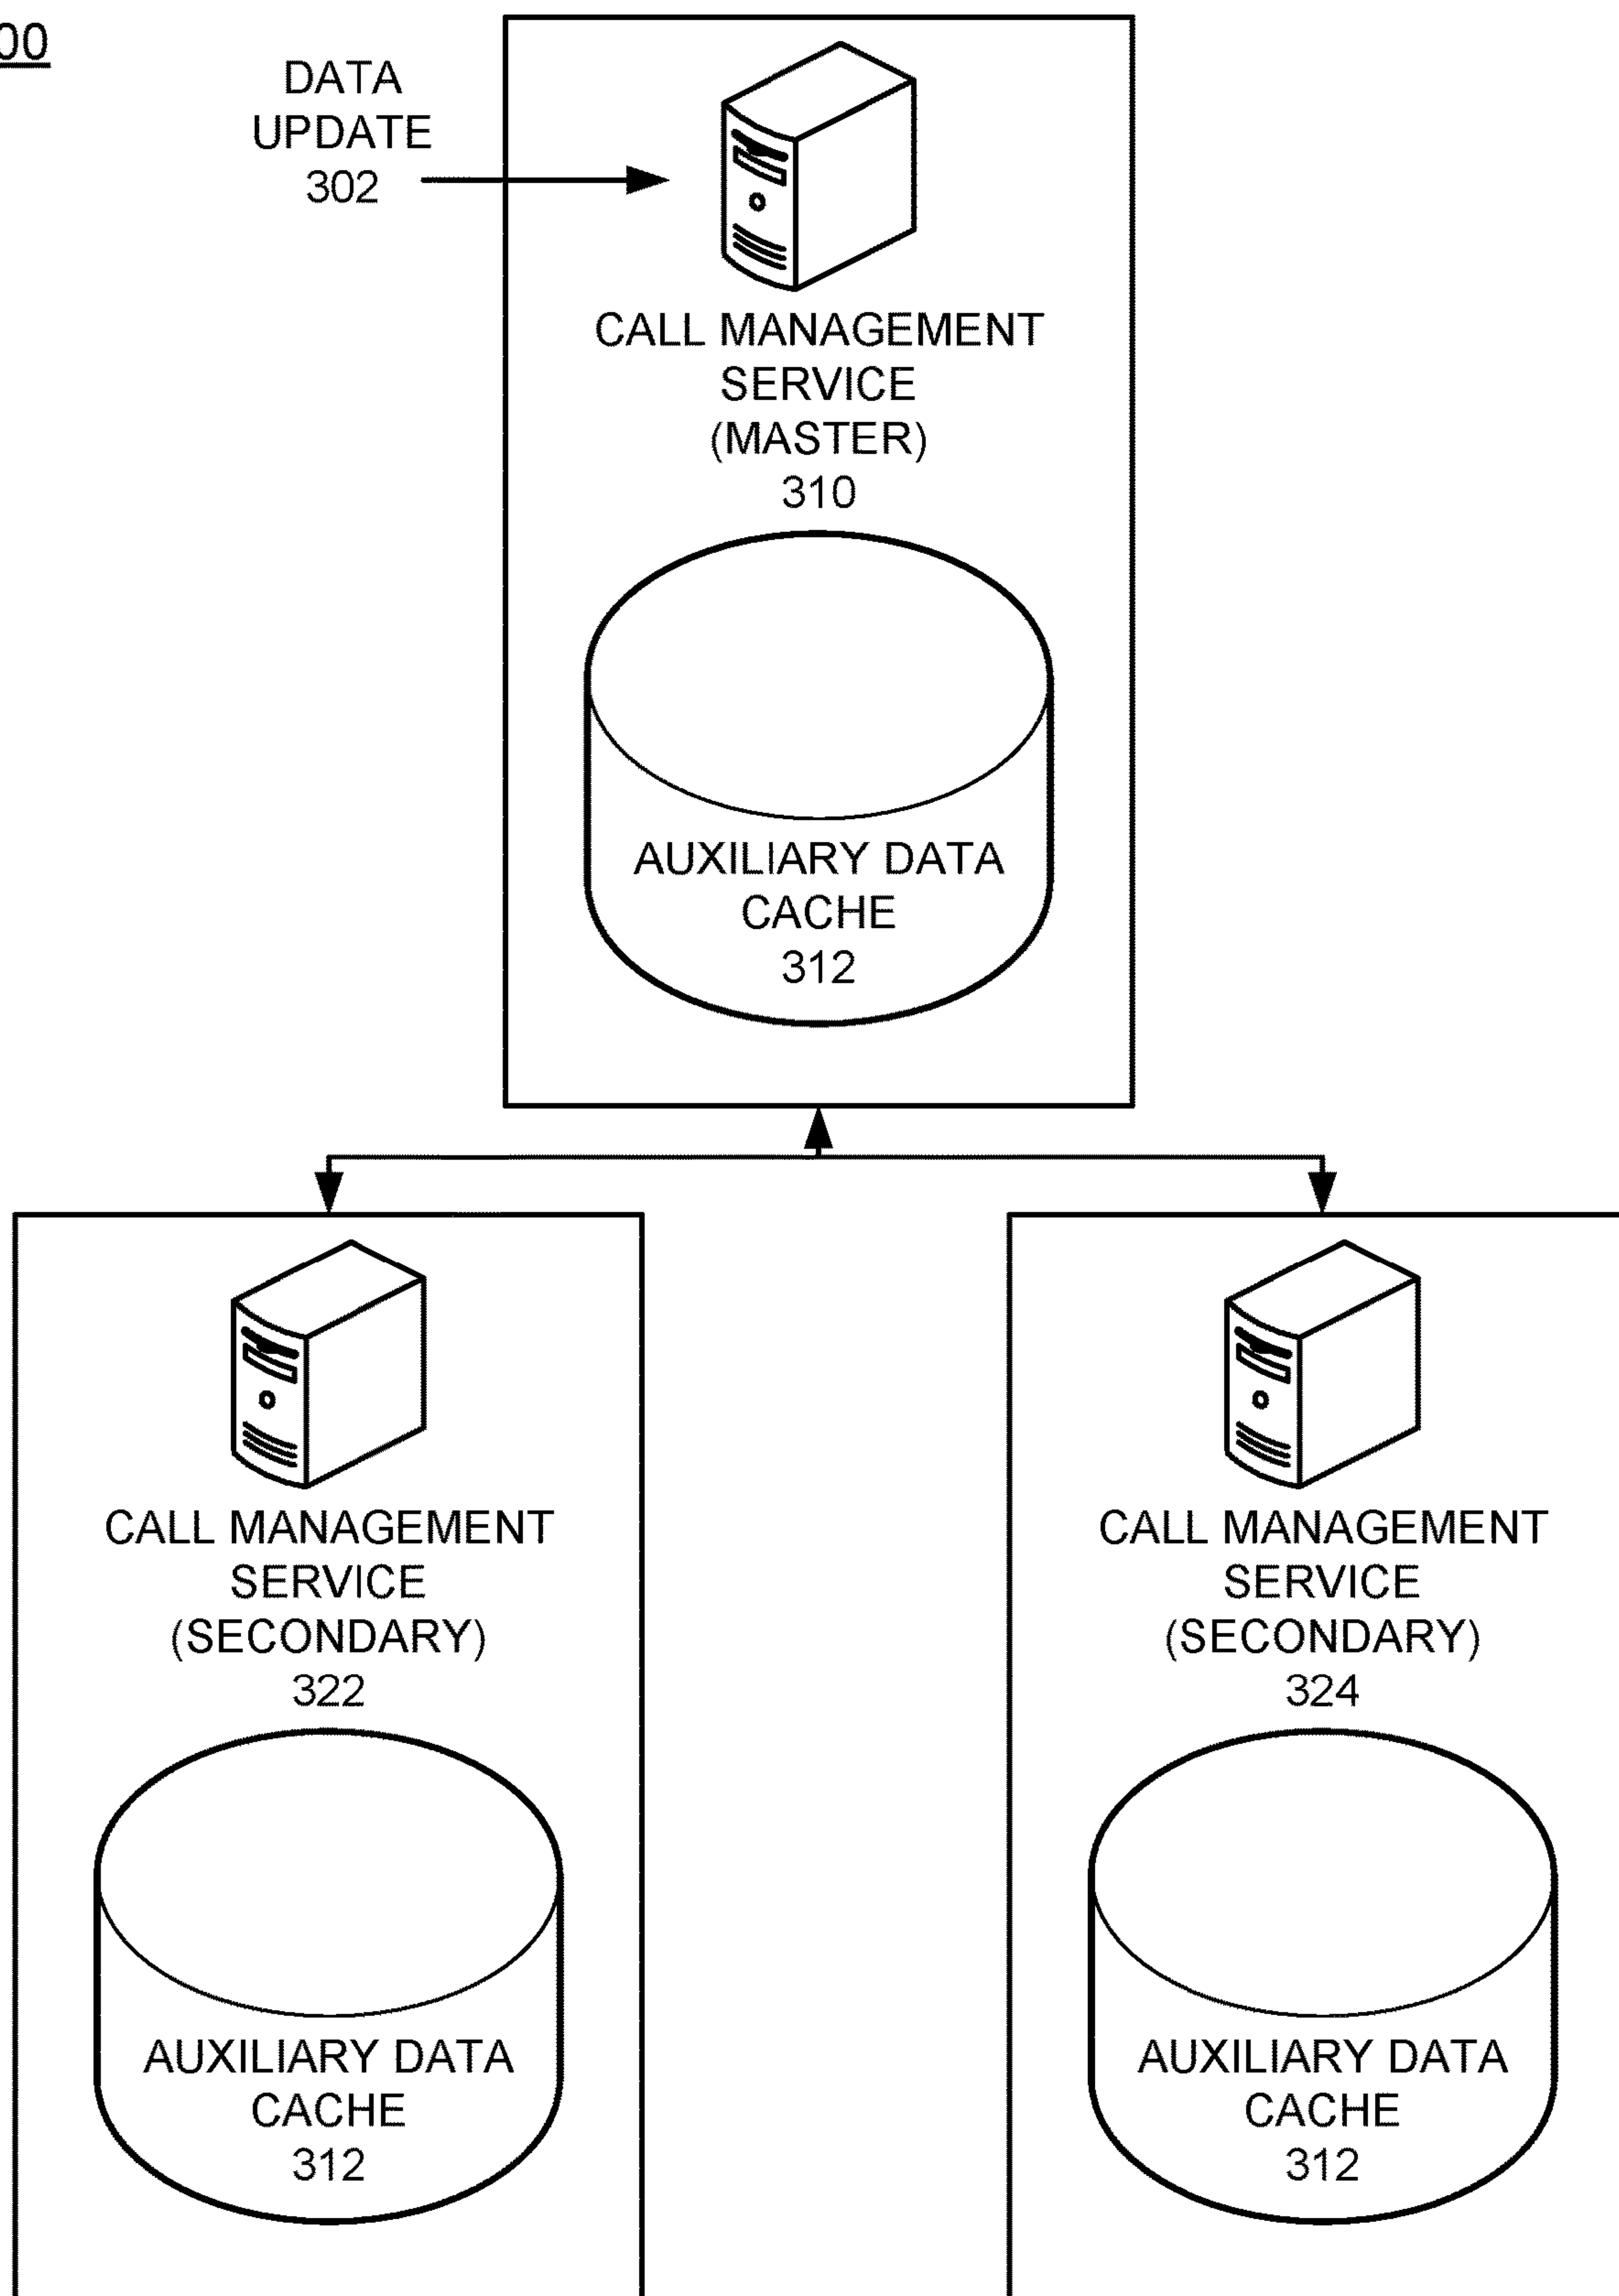 00
DATA
UPDATE
302
CALL MANAGEMENT
SERVICE
(MASTER)
310
AUXILIARY DATA
CACHE
312
CALL MANAGEMENT
SERVICE
(SECONDARY)
322
AUXILIARY DATA
CACHE
312
CALL MANAGEMENT
SERVICE
(SECONDARY)
324
AUXILIARY DATA
CACHE
312